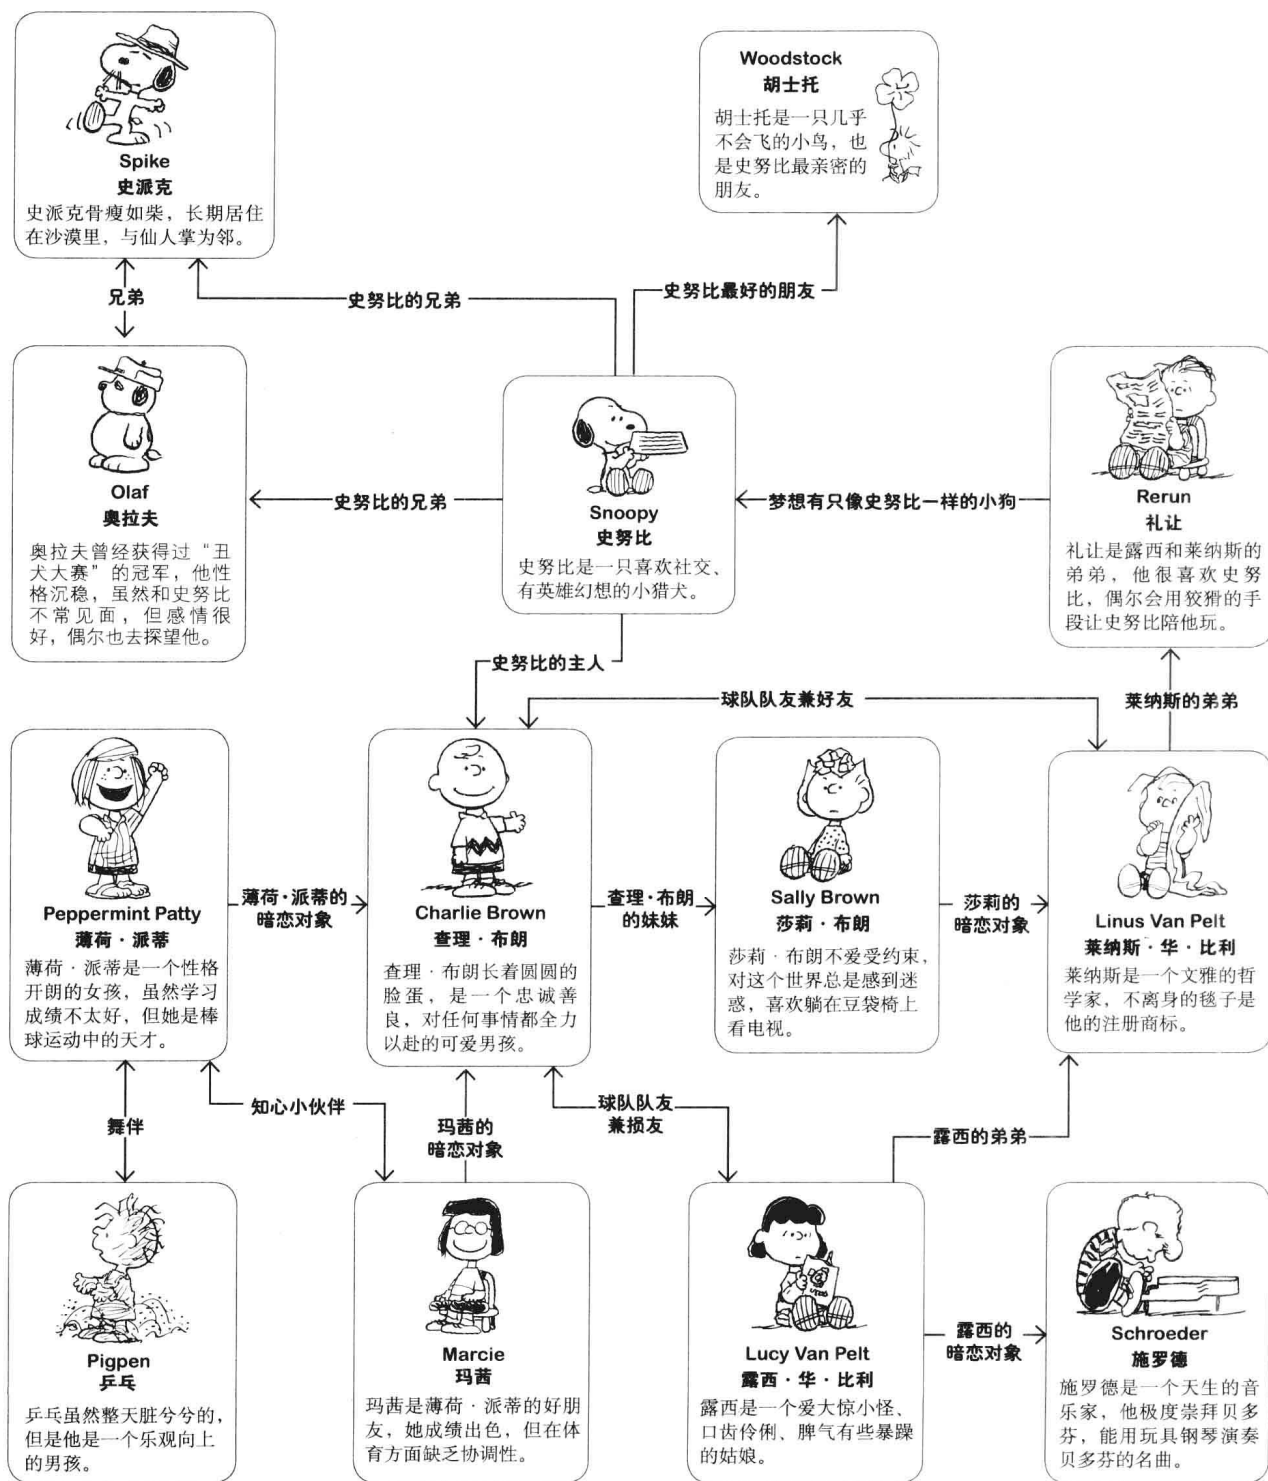 Spike
史派克
史派克骨瘦如柴，长期居住
在沙漠里，与仙人掌为邻。
Woodstock
胡士托
胡士托是一只几乎
不会飞的小鸟，也
是史努比最亲密的
朋友。
兄弟
史努比的兄弟
史努比最好的朋友
Olaf
奥拉夫
奥拉夫曾经获得过“丑
犬大赛”的冠军，他性
格沉稳，虽然和史努比
不常见面，但感情很
好，偶尔也去探望他。
史努比的兄弟
Snoopy
史努比
史努比是一只喜欢社交、
有英雄幻想的小猎犬。
梦想有只像史努比一样的小狗
Rerun
礼让
礼让是露西和莱纳斯的
弟弟，他很喜欢史努
比，偶尔会用狡猾的手
段让史努比陪他玩。
史努比的主人
球队队友兼好友
莱纳斯的弟弟
Peppermint Patty
薄荷·派蒂
薄荷·派蒂是一个性格
开朗的女孩，虽然学习
成绩不太好，但她是棒
球运动中的天才。
薄荷·派蒂的
暗恋对象
Charlie Brown
查理·布朗
查理·布朗长着圆圆的
脸蛋，是一个忠诚善
良，对任何事情都全力
以赴的可爱男孩。
查理·布朗
的妹妹
Sally Brown
莎莉·布朗
莎莉·布朗不爱受约束，
对这个世界总是感到迷
惑，喜欢躺在豆袋椅上
看电视。
莎莉的
暗恋对象
Linus Van Pelt
莱纳斯·华·比利
莱纳斯是一个文雅的哲
学家，不离身的毯子是
他的注册商标。
舞伴
知心小伙伴
玛茜的
暗恋对象
球队队友
兼损友
露西的弟弟
Pigpen
乒乓
乒乓虽然整天脏兮兮的，
但是他是一个乐观向上
的男孩。
Marcie
玛茜
玛茜是薄荷·派蒂的好朋
友，她成绩出色，但在体
育方面缺乏协调性。
Lucy Van Pelt
露西·华·比利
露西是一个爱大惊小怪、
口齿伶俐、脾气有些暴躁
的姑娘。
露西的
暗恋对象
Schroeder
施罗德
施罗德是一个天生的音
乐家，他极度崇拜贝多
芬，能用玩具钢琴演奏
贝多芬的名曲。